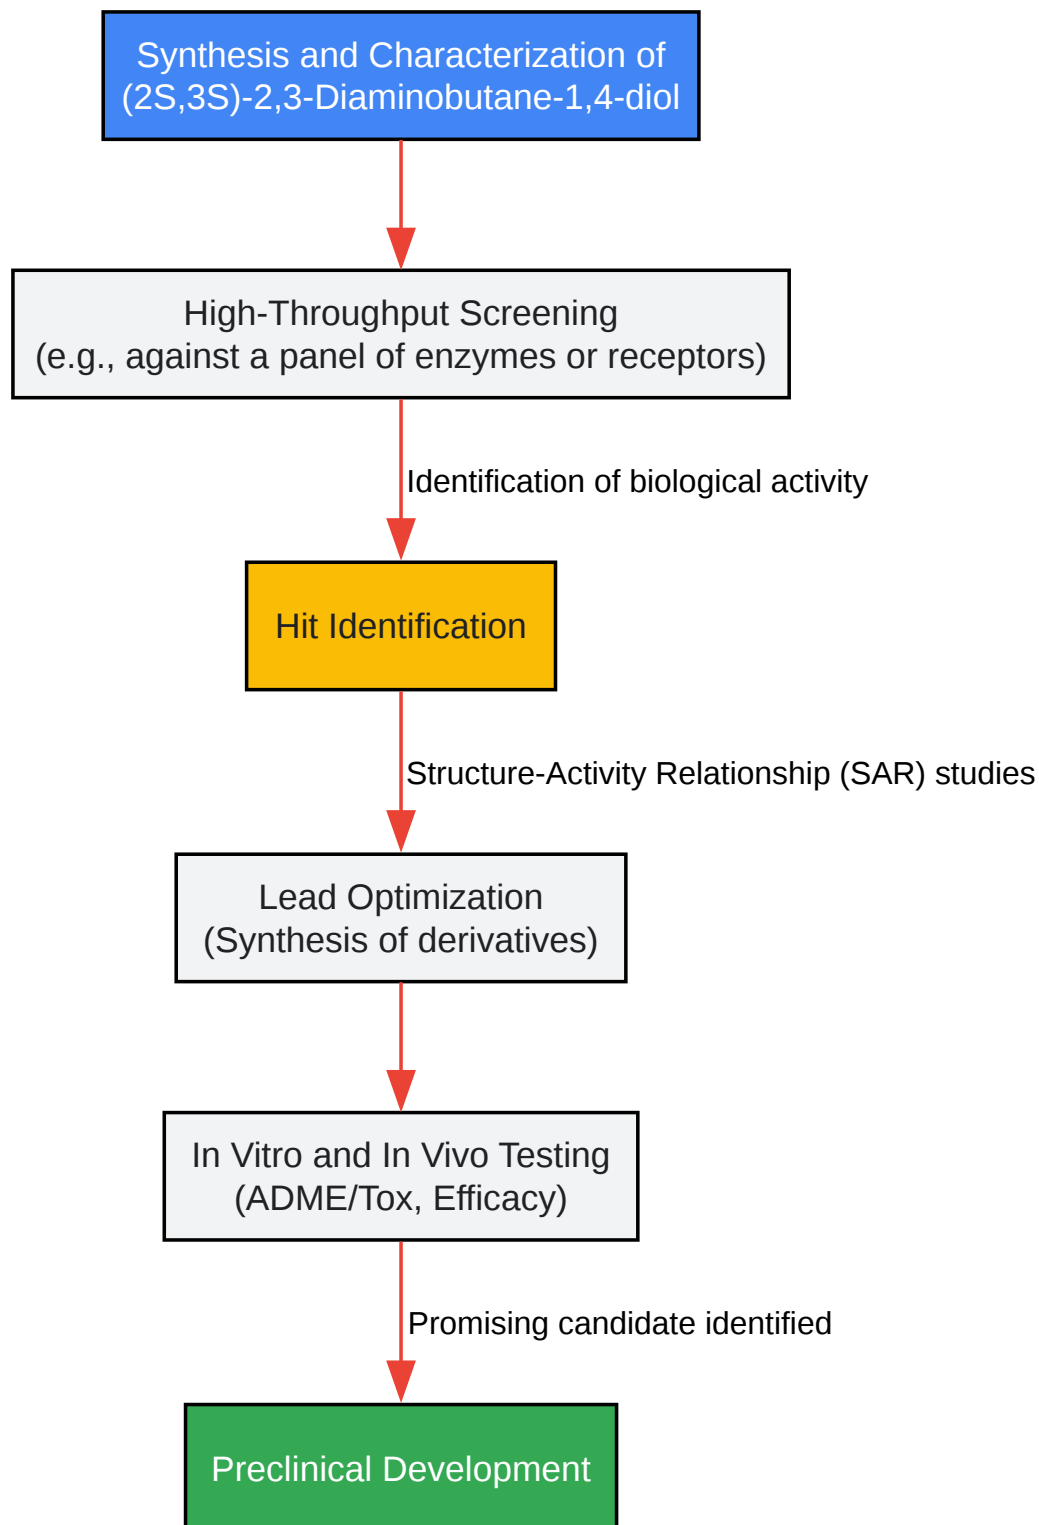 Synthesis and Characterization of
(2S,3S)-2,3-Diaminobutane-1,4-diol
High-Throughput Screening
(e.g., against a panel of enzymes or receptors)
Identification of biological activity
Hit Identification
Structure-Activity Relationship (SAR) studies
Lead Optimization
(Synthesis of derivatives)
In Vitro and In Vivo Testing
(ADME/Tox, Efficacy)
Promising candidate identified
Preclinical Development